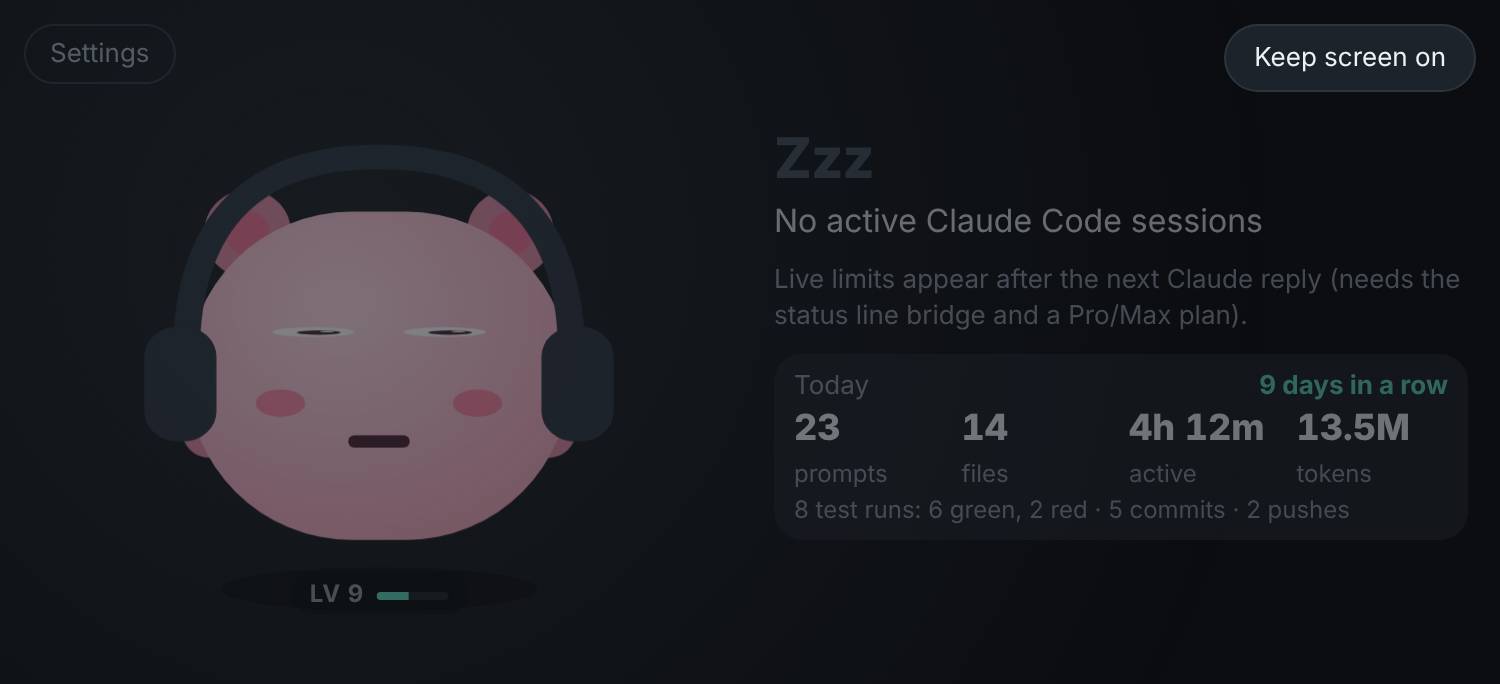 Settings
Keep screen on
Zzz
No active Claude Code sessions
Live limits appear after the next Claude reply (needs the
status line bridge and a Pro/Max plan).
Today
9 days in a row
23
14
4h 12m
13.5M
prompts
files
active
tokens
8 test runs: 6 green, 2 red · 5 commits · 2 pushes
LV 9